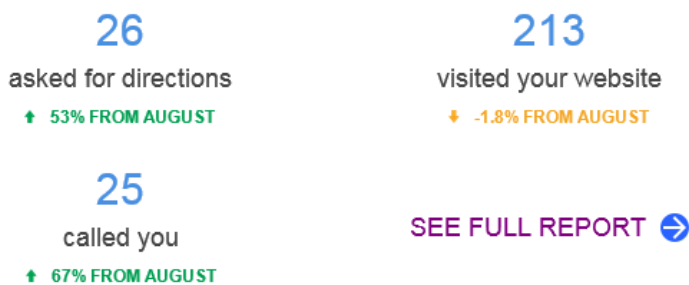 26
asked for directions
53% FROM AUGUST
213
visited your website
-1.8% FROM AUGUST
25
called you
67% FROM AUGUST
SEE FULL REPORT